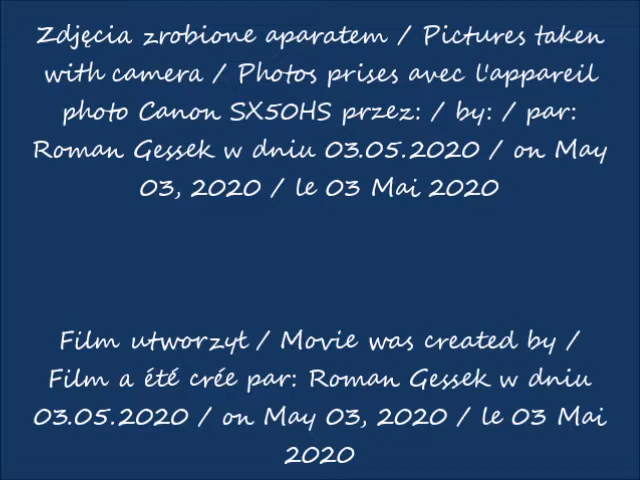 Zdjęcia zrobione aparatem / Pictures taken
with camera / Photos prises avec l'appareil
photo Canon SX50HS przez: / by: / par:
Roman Gessek w dniu 03.05.2020 / on May
03, 2020 / le 03 Mai 2020
Film utworzył / Movie was created by /
Film a été crée par: Roman Gessek w dniu
03.05.2020 / on May 03, 2020 / le 03 Mai
2020